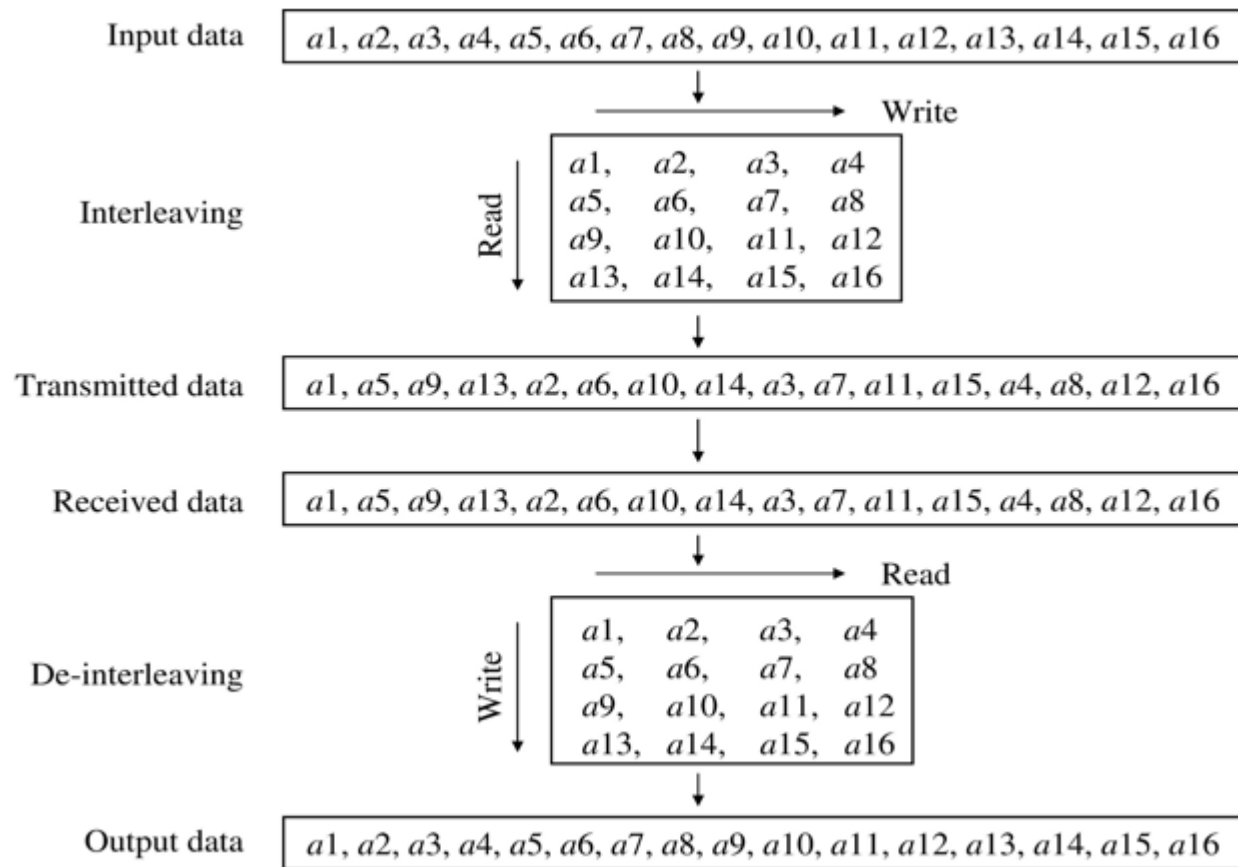 Input data a1, a2, a3, a4, a5, a6, a7, a8, a9, a10, a11, a12, a13, a14, a15, a16
Write
Interleaving
Read
a1, a2, a3, a4
a5, a6, a7, a8
a9, a10, a11, a12
a13, a14, a15, a16
Transmitted data a1, a5, a9, a13, a2, a6, a10, a14, a3, a7, a11, a15, a4, a8, a12, a16
Received data a1, a5, a9, a13, a2, a6, a10, a14, a3, a7, a11, a15, a4, a8, a12, a16
Read
De-interleaving
Write
a1, a2, a3, a4
a5, a6, a7, a8
a9, a10, a11, a12
a13, a14, a15, a16
Output data a1, a2, a3, a4, a5, a6, a7, a8, a9, a10, a11, a12, a13, a14, a15, a16